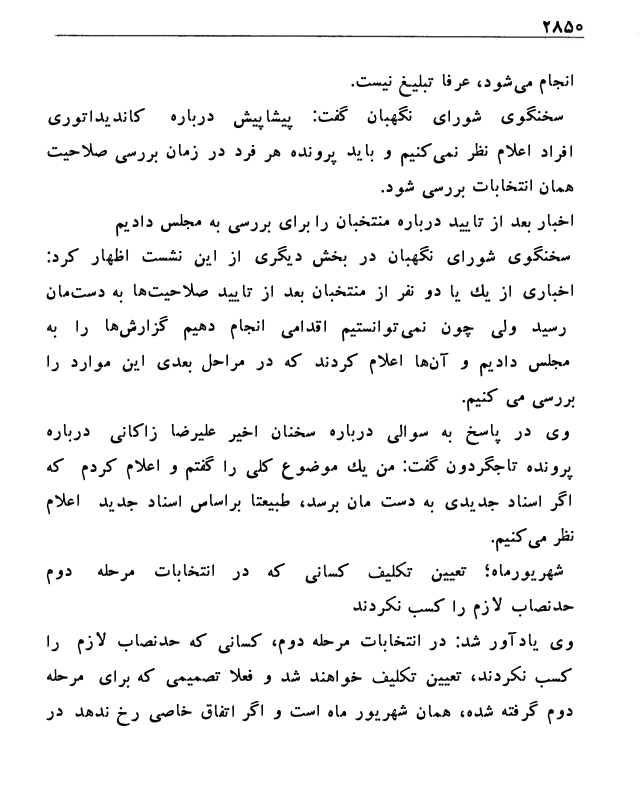 ۲۸۵۰
انجام می‌شود، عرفا تبلیغ نیست.
سخنگوی شورای نگهبان گفت: پیشاپیش درباره کاندیداتوری
افراد اعلام نظر نمی‌کنیم و باید پرونده هر فرد در زمان بررسی صلاحیت
همان انتخابات بررسی شود.
اخبار بعد از تایید درباره منتخبان را برای بررسی به مجلس دادیم
سخنگوی شورای نگهبان در بخش دیگری از این نشست اظهار کرد:
اخباری از یك یا دو نفر از منتخبان بعد از تایید صلاحیت‌ها به دست‌مان
رسید ولی چون نمی‌توانستیم اقدامی انجام دهیم گزارش‌ها را به
مجلس دادیم و آن‌ها اعلام کردند که در مراحل بعدی این موارد را
بررسی می کنیم.
وی در پاسخ به سوالی درباره سخنان اخیر علیرضا زاکانی درباره
پرونده تاجگردون گفت: من یك موضوع کلی را گفتم و اعلام کردم که
اگر اسناد جدیدی به دست مان برسد، طبیعتا براساس اسناد جدید اعلام
نظر می‌کنیم.
شهریورماه؛ تعیین تکلیف کسانی که در انتخابات مرحله دوم
حدنصاب لازم را کسب نکردند
وی یادآور شد: در انتخابات مرحله دوم، کسانی که حدنصاب لازم را
کسب نکردند، تعیین تکلیف خواهند شد و فعلا تصمیمی که برای مرحله
دوم گرفته شده، همان شهریور ماه است و اگر اتفاق خاصی رخ ندهد در